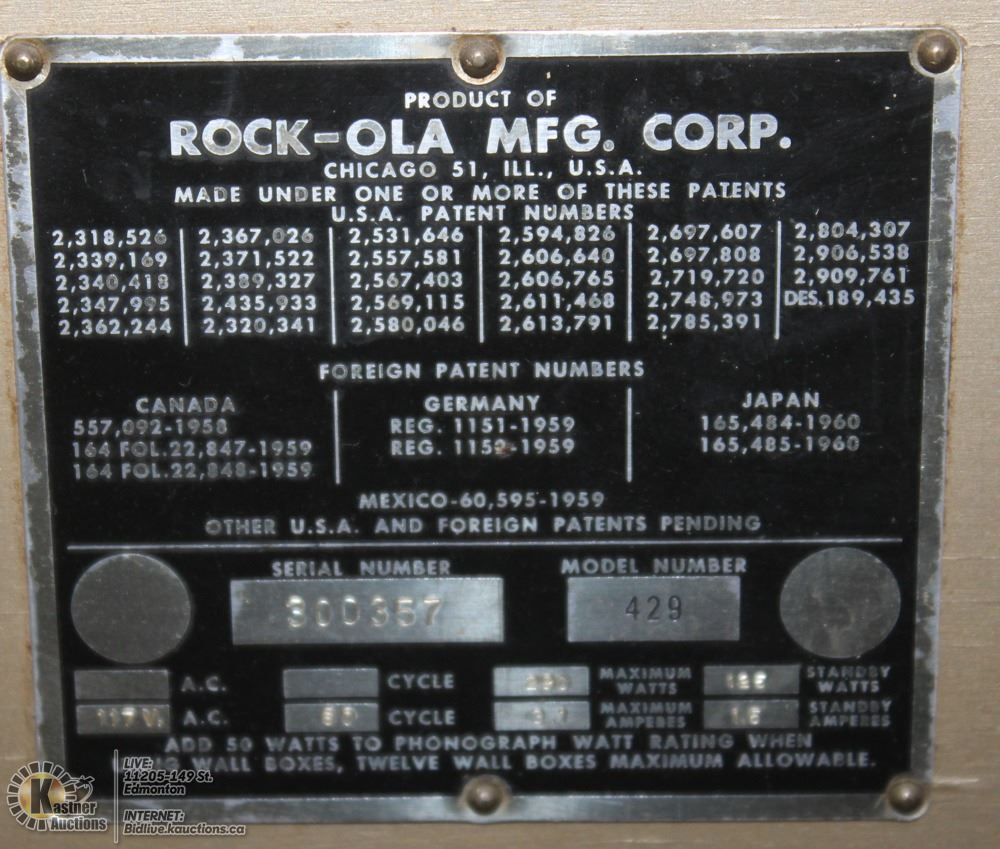 PRODUCT OF
ROCK-OLA MFG. CORP.
CHICAGO 51, ILL., U.S.A.
MADE UNDER ONE OR MORE OF THESE PATENTS
U.S.A. PATENT NUMBERS
2,318,526 2,367,026 2,531,646 2,594,826 2,697,607 2,804,307
2,339,169 2,371,522 2,557,581 2,606,640 2,697,808 2,906,538
2,340,418 2,389,327 2,567,403 2,606,765 2,719,720 2,909,761
2,347,995 2,435,933 2,569,115 2,611,468 2,748,973 DES. 189,435
2,362,244 2,320,341 2,580,046 2,613,791 2,785,391
FOREIGN PATENT NUMBERS
CANADA
557,092-1958
164 FOL. 22,847-1959
164 FOL. 22,848-1959
GERMANY
REG. 1151-1959
REG. 1152-1959
JAPAN
165,484-1960
165,485-1960
MEXICO-60,595-1959
OTHER U.S.A. AND FOREIGN PATENTS PENDING
SERIAL NUMBER MODEL NUMBER
300357 429
A.C. CYCLE MAXIMUM WATTS STANDBY WATTS
117 V. A.C. 60 CYCLE MAXIMUM AMPERES STANDBY AMPERES
ADD 50 WATTS TO PHONOGRAPH WATT RATING WHEN
WALL BOXES, TWELVE WALL BOXES MAXIMUM ALLOWABLE.
Kastner
Auctions
LIVE:
11205-149 St.
Edmonton
INTERNET:
Bidlive.kauctions.ca